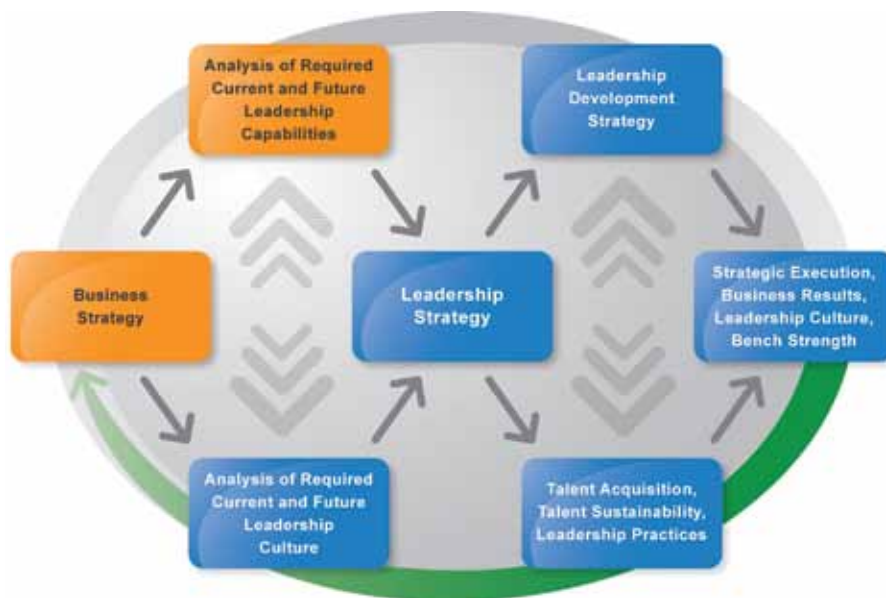 Analysis of Required
Current and Future
Leadership
Capabilities
Leadership
Development
Strategy
Business
Strategy
Leadership
Strategy
Strategic Execution,
Business Results,
Leadership Culture,
Bench Strength
Analysis of Required
Current and Future
Leadership
Culture
Talent Acquisition,
Talent Sustainability,
Leadership Practices